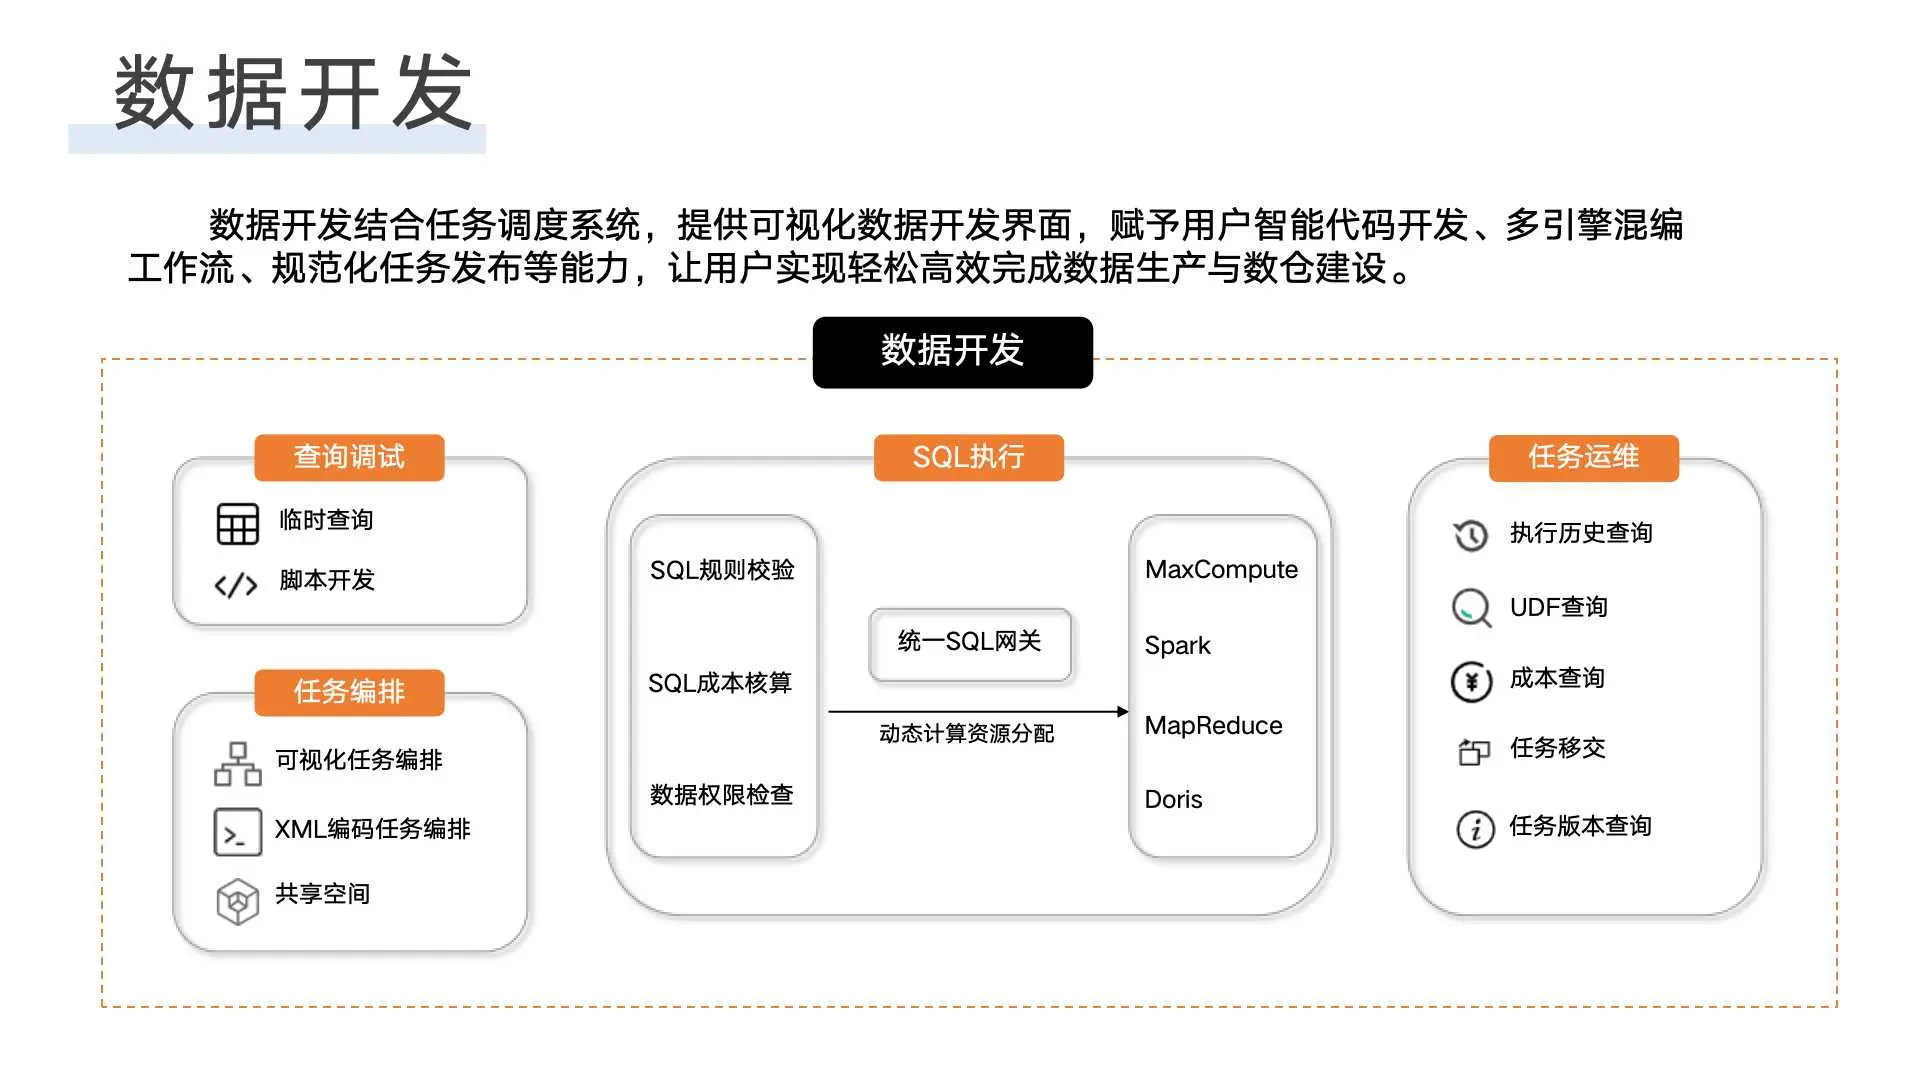 数据开发
数据开发结合任务调度系统，提供可视化数据开发界面，赋予用户智能代码开发、多引擎混编
工作流、规范化任务发布等能力，让用户实现轻松高效完成数据生产与数仓建设。
数据开发
查询调试
临时查询
脚本开发
任务编排
可视化任务编排
XML编码任务编排
共享空间
SQL执行
SQL规则校验
SQL成本核算
数据权限检查
统一SQL网关
动态计算资源分配
MaxCompute
Spark
MapReduce
Doris
任务运维
执行历史查询
UDF查询
成本查询
任务移交
任务版本查询